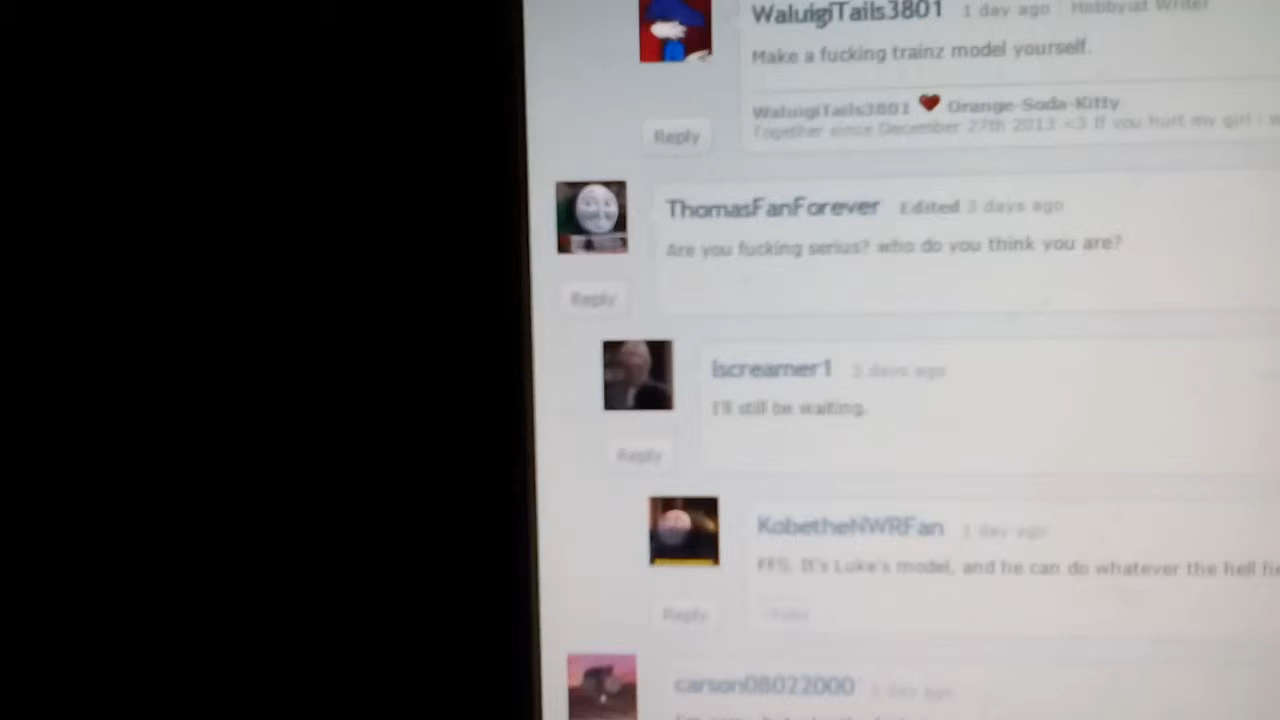 WaluigiTails3801 1 day ago Hobbyist Writer
Make a fucking trainz model yourself.
WaluigiTails3801 ❤ Orange-Soda-Kitty
Together since December 27th 2013 <3 If you hurt my girl i
Reply
ThomasFanForever Edited 3 days ago
Are you fucking serius? who do you think you are?
Reply
lscreamer1 days ago
I'll still be waiting.
Reply
KobetheNWRFan 1 day ago
FFS. It's Luke's model, and he can do whatever the hell he
Reply
carson08022000 1 day ago